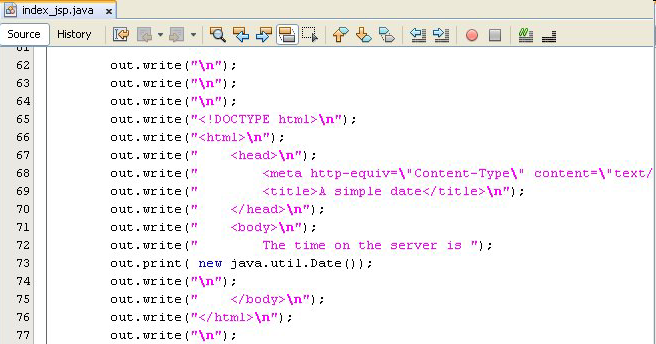 index_jsp.java x
Source History
61
62 out.write("\n");
63 out.write("\n");
64 out.write("\n");
65 out.write("<!DOCTYPE html>\n");
66 out.write("<html>\n");
67 out.write("    <head>\n");
68 out.write("        <meta http-equiv=\"Content-Type\" content=\"text/
69 out.write("        <title>A simple date</title>\n");
70 out.write("    </head>\n");
71 out.write("    <body>\n");
72 out.write("        The time on the server is ");
73 out.print( new java.util.Date());
74 out.write("\n");
75 out.write("    </body>\n");
76 out.write("</html>\n");
77 out.write("\n");